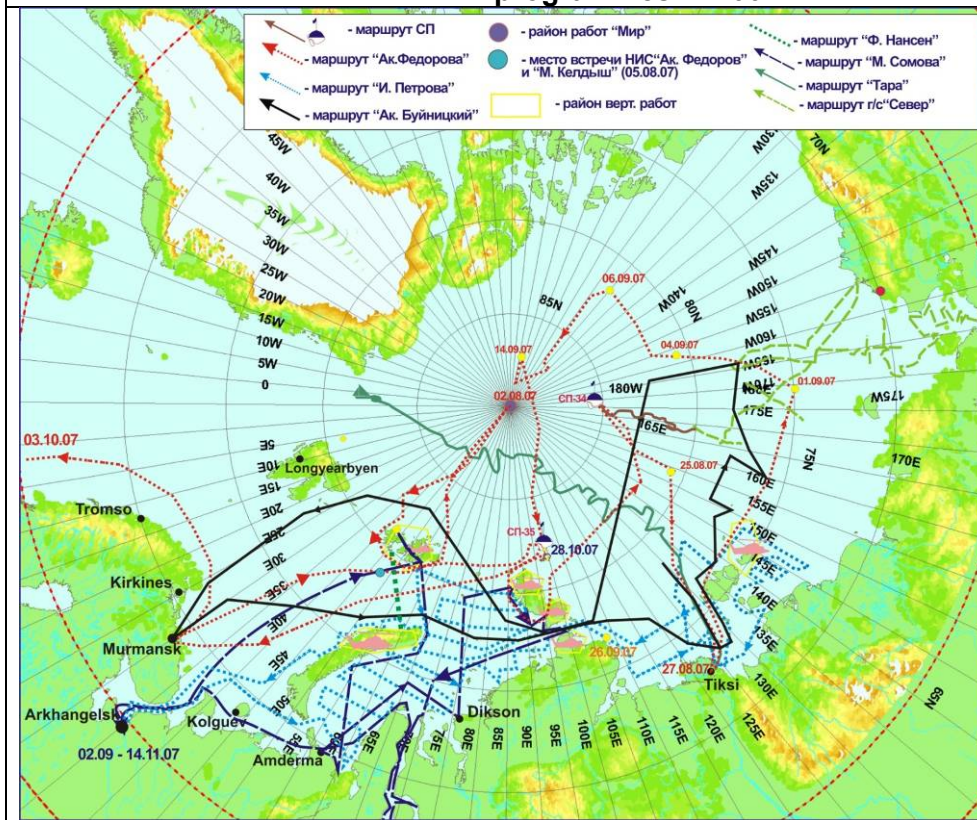 - маршрут СП
- маршрут "Ак.Федорова"
- маршрут "И. Петрова"
- маршрут "Ак. Буйницкий"
- район работ "Мир"
- место встречи НИС"Ак. Федоров"
и "М. Келдыш" (05.08.07)
- район верт. работ
- маршрут "Ф. Нансен"
- маршрут "М. Сомова"
- маршрут "Тара"
- маршрут г/с"Север"
45W
40W
35W
30W
25W
20W
15W
10W
5W
0
5E
10E
15E
20E
25E
30E
35E
40E
45E
50E
55E
65E
75E
80E
85E
90E
95E
100E
105E
110E
115E
120E
125E
130E
135E
140E
145E
150E
155E
160E
165E
170E
175E
180W
175W
165W
160W
155W
150W
145W
140W
135W
130W
70N
85N
80N
75N
65N
06.09.07
04.09.07
14.09.07
01.09.07
02.08.07
СП-34
25.08.07
СП-35
28.10.07
03.10.07
26.09.07
27.08.07
02.09 - 14.11.07
Longyearbyen
Tromso
Kirkines
Murmansk
Arkhangelsk
Kolguev
Amderma
Dikson
Tiksi